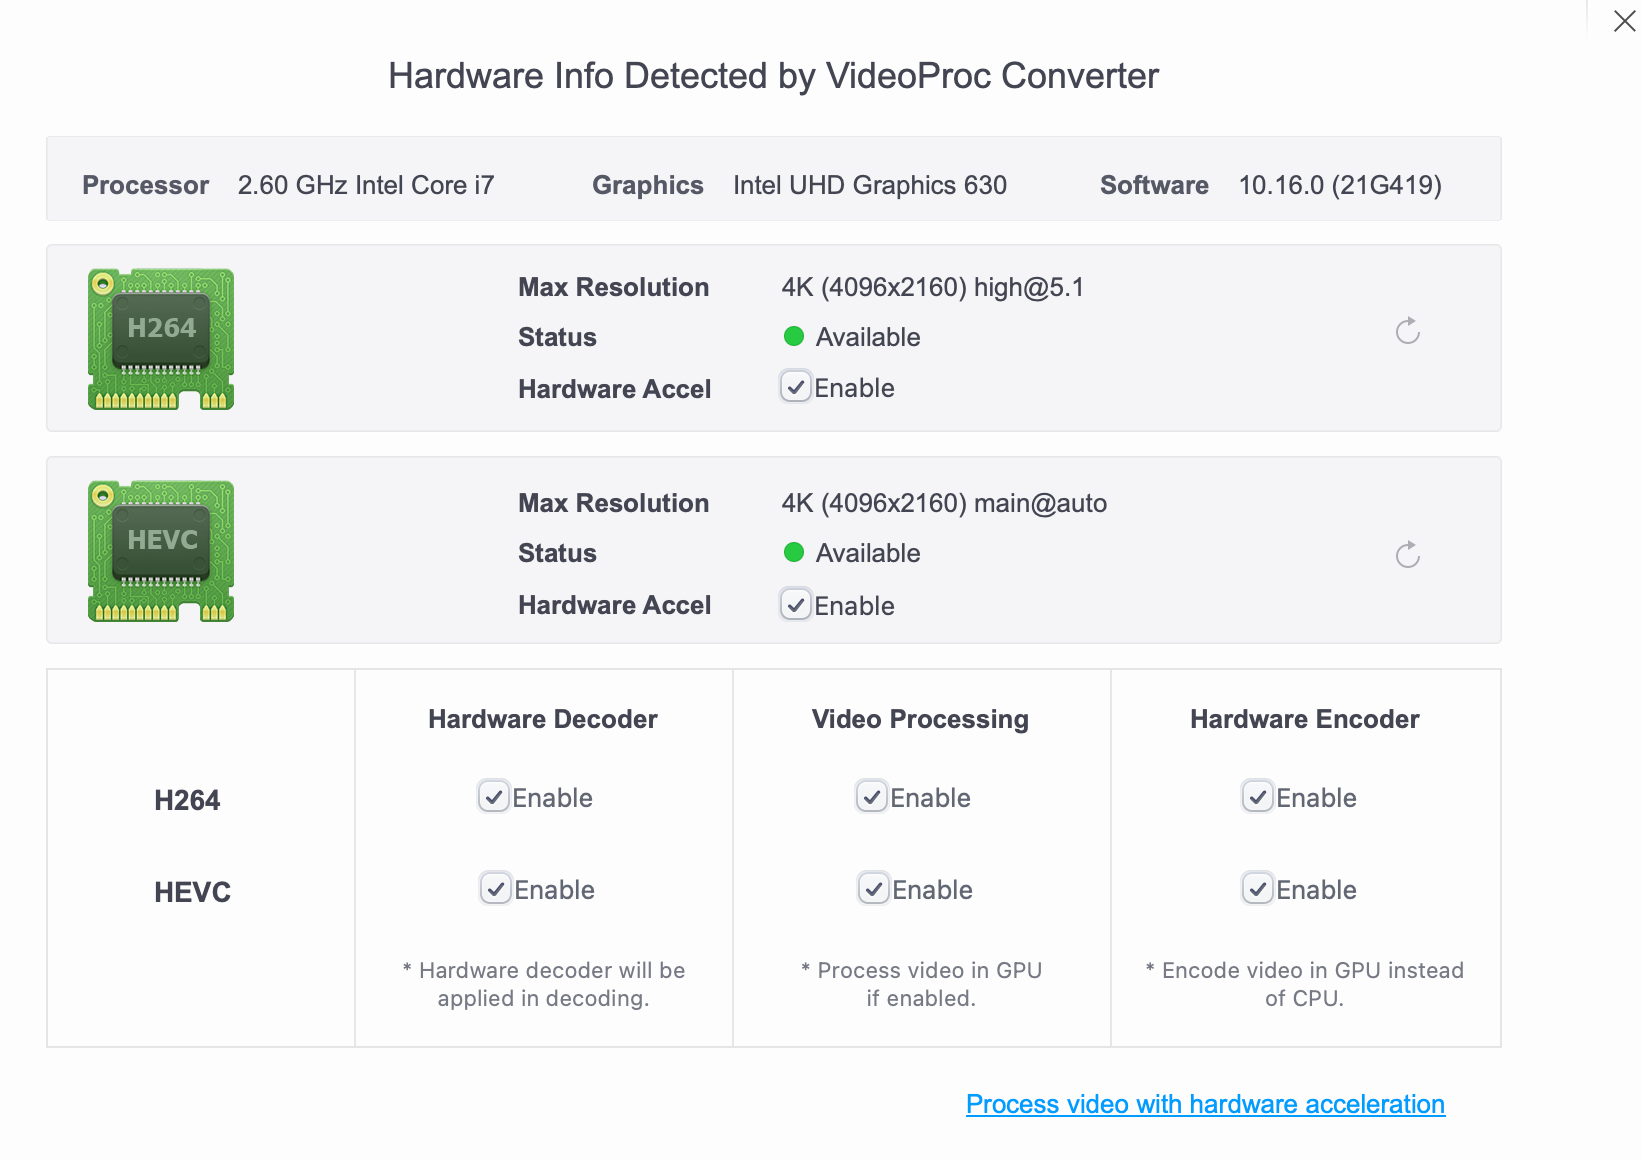 Hardware Info Detected by VideoProc Converter
Processor 2.60 GHz Intel Core i7 Graphics Intel UHD Graphics 630 Software 10.16.0 (21G419)
H264
Max Resolution 4K (4096x2160) high@5.1
Status Available
Hardware Accel Enable
HEVC
Max Resolution 4K (4096x2160) main@auto
Status Available
Hardware Accel Enable
Hardware Decoder Video Processing Hardware Encoder
H264 Enable Enable Enable
HEVC Enable Enable Enable
* Hardware decoder will be
applied in decoding.
* Process video in GPU
if enabled.
* Encode video in GPU instead
of CPU.
Process video with hardware acceleration